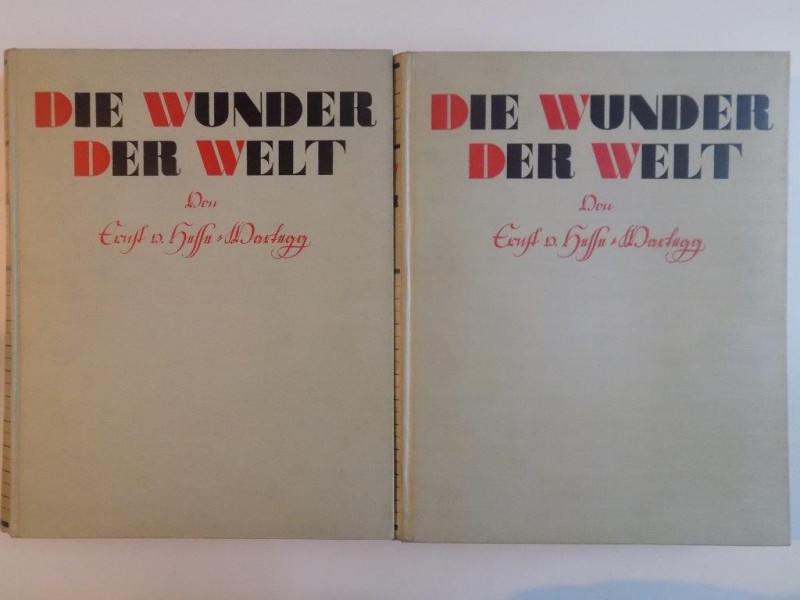 DIE WUNDER
DER WELT
Von
Ernst v. Hesse-Wartegg
DIE WUNDER
DER WELT
Von
Ernst v. Hesse-Wartegg